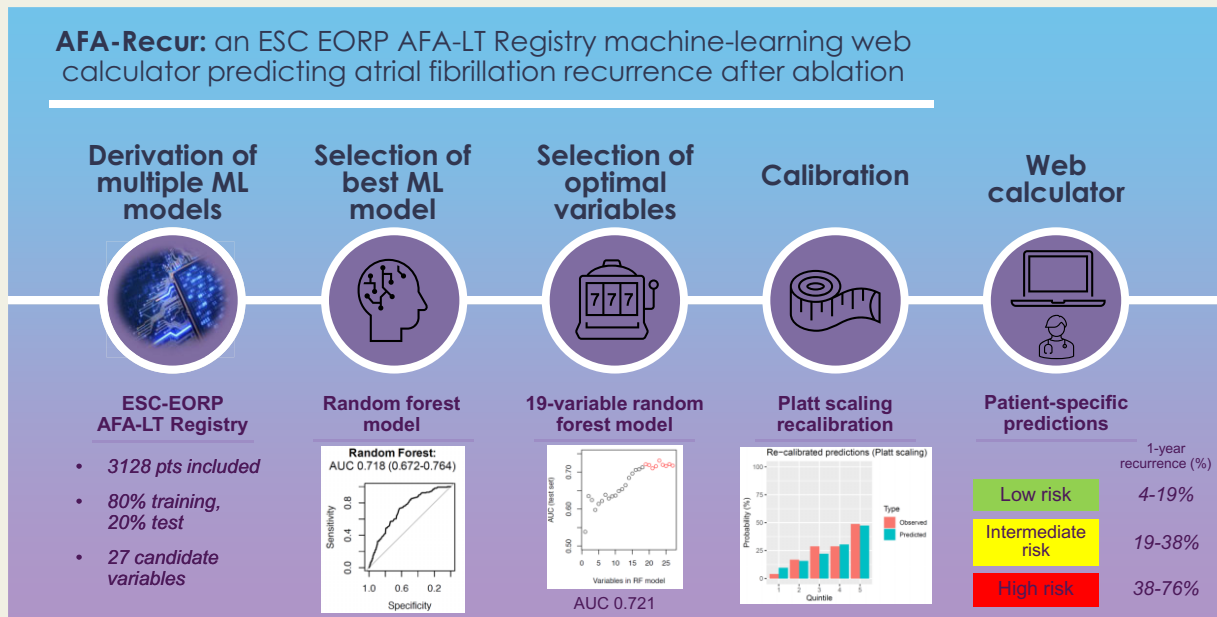 AFA-Recur: an ESC EORP AFA-LT Registry machine-learning web
calculator predicting atrial fibrillation recurrence after ablation
Derivation of
multiple ML
models
Selection of
best ML
model
Selection of
optimal
variables
Calibration
Web
calculator
7 7 7
ESC-EORP
AFA-LT Registry
• 3128 pts included
• 80% training,
20% test
• 27 candidate
variables
Random forest
model
Random Forest:
AUC 0.718 (0.672-0.764)
Sensitivity
0.8
0.4
0.0
1.0 0.6 0.2
Specificity
19-variable random
forest model
AUC (test set)
0.70
0.60
0.50
0 5 10 15 20 25
Variables in RF model
AUC 0.721
Platt scaling
recalibration
Re-calibrated predictions (Platt scaling)
Probability (%)
100
75
50
25
0
1 2 3 4 5
Quintile
Type
Observed
Predicted
Patient-specific
predictions
1-year
recurrence (%)
Low risk 4-19%
Intermediate
risk 19-38%
High risk 38-76%